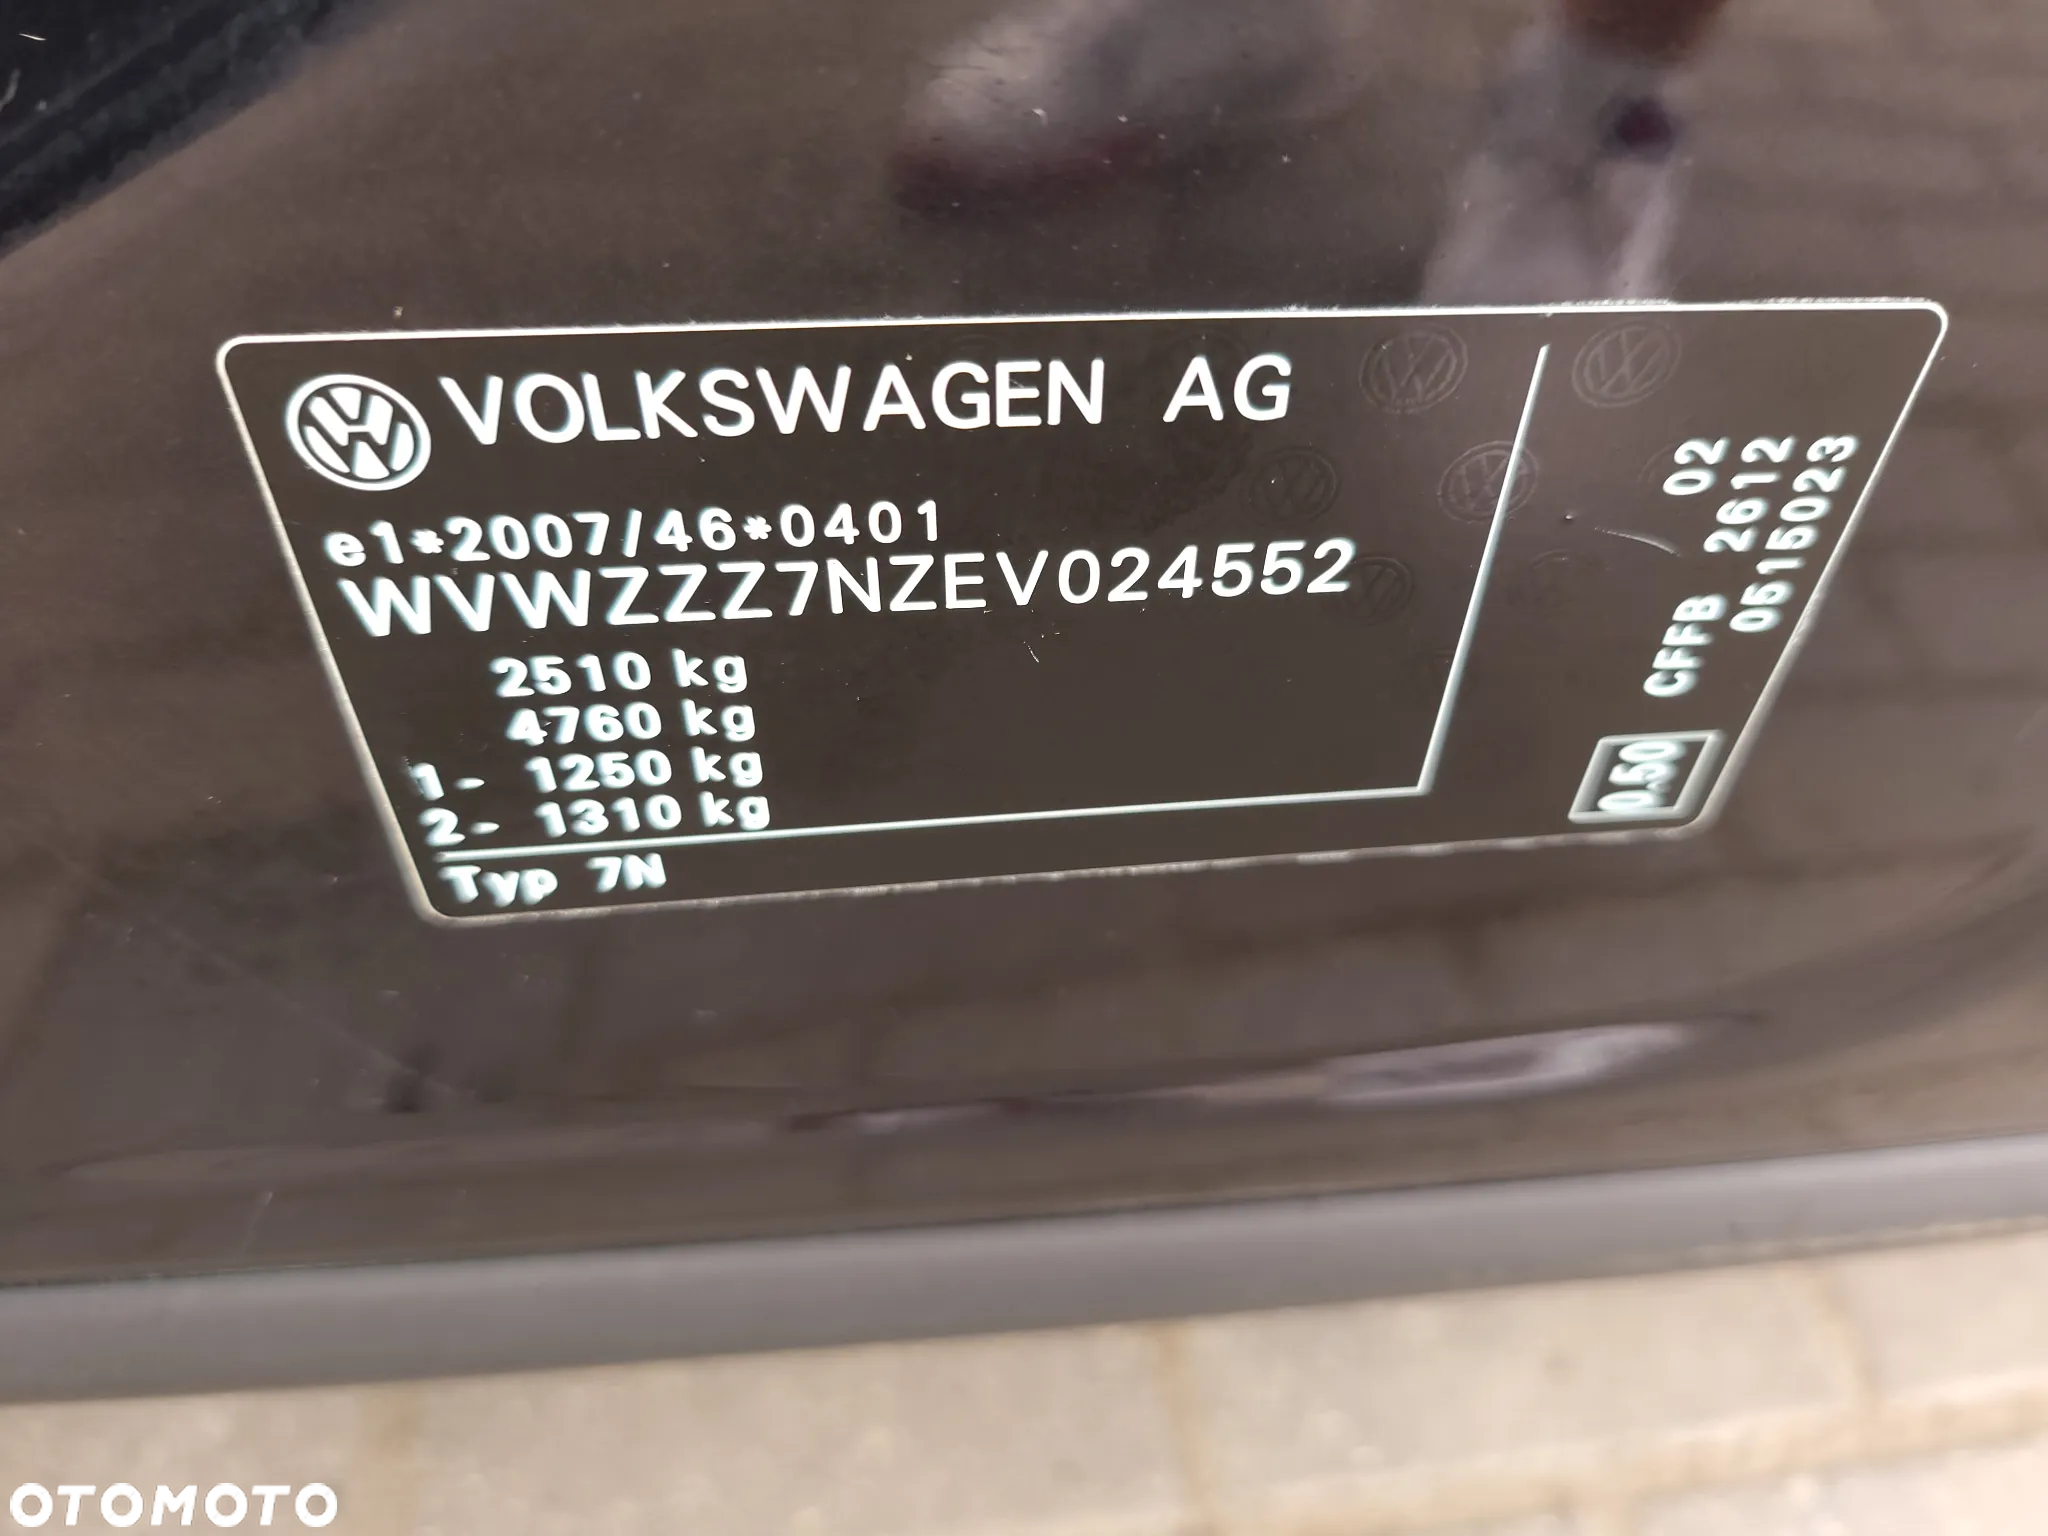 VOLKSWAGEN AG
e1*2007/46*0401
WVWZZZ7NZEV024552
2510 kg
4760 kg
1- 1250 kg
2- 1310 kg
Typ 7N
0.50
CFFB 02
2612
0515023
OTOMOTO